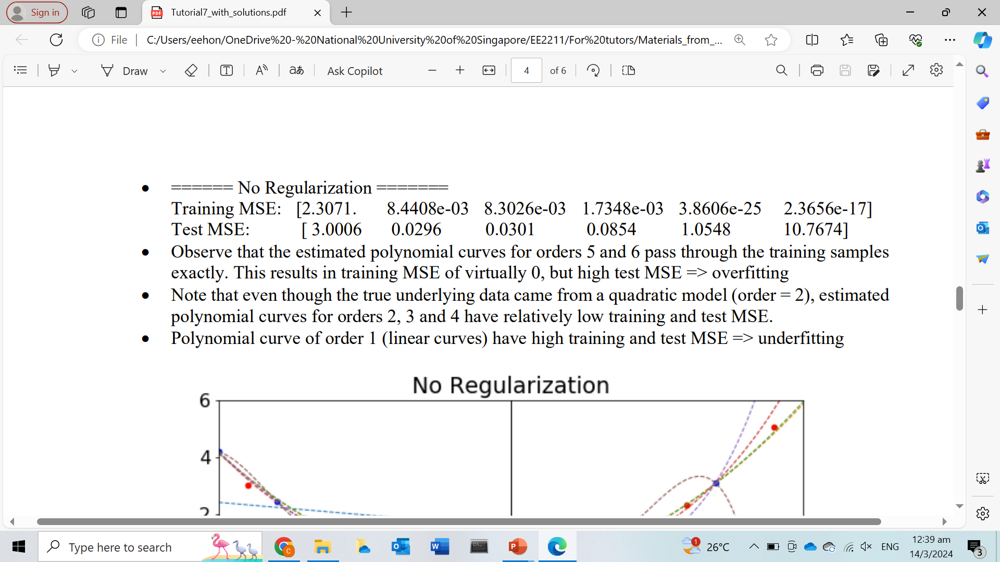 Sign in
Tutorial7_with_solutions.pdf
File
C:/Users/eehon/OneDrive%20-%20National%20University%20of%20Singapore/EE2211/For%20tutors/Materials_from_...
Draw
Ask Copilot
4
of 6
• ====== No Regularization =======
Training MSE: [2.3071. 8.4408e-03 8.3026e-03 1.7348e-03 3.8606e-25 2.3656e-17]
Test MSE: [ 3.0006 0.0296 0.0301 0.0854 1.0548 10.7674]
• Observe that the estimated polynomial curves for orders 5 and 6 pass through the training samples
exactly. This results in training MSE of virtually 0, but high test MSE => overfitting
• Note that even though the true underlying data came from a quadratic model (order = 2), estimated
polynomial curves for orders 2, 3 and 4 have relatively low training and test MSE.
• Polynomial curve of order 1 (linear curves) have high training and test MSE => underfitting
No Regularization
6
4
2
Type here to search
1
26°C
ENG
12:39 am
14/3/2024
3